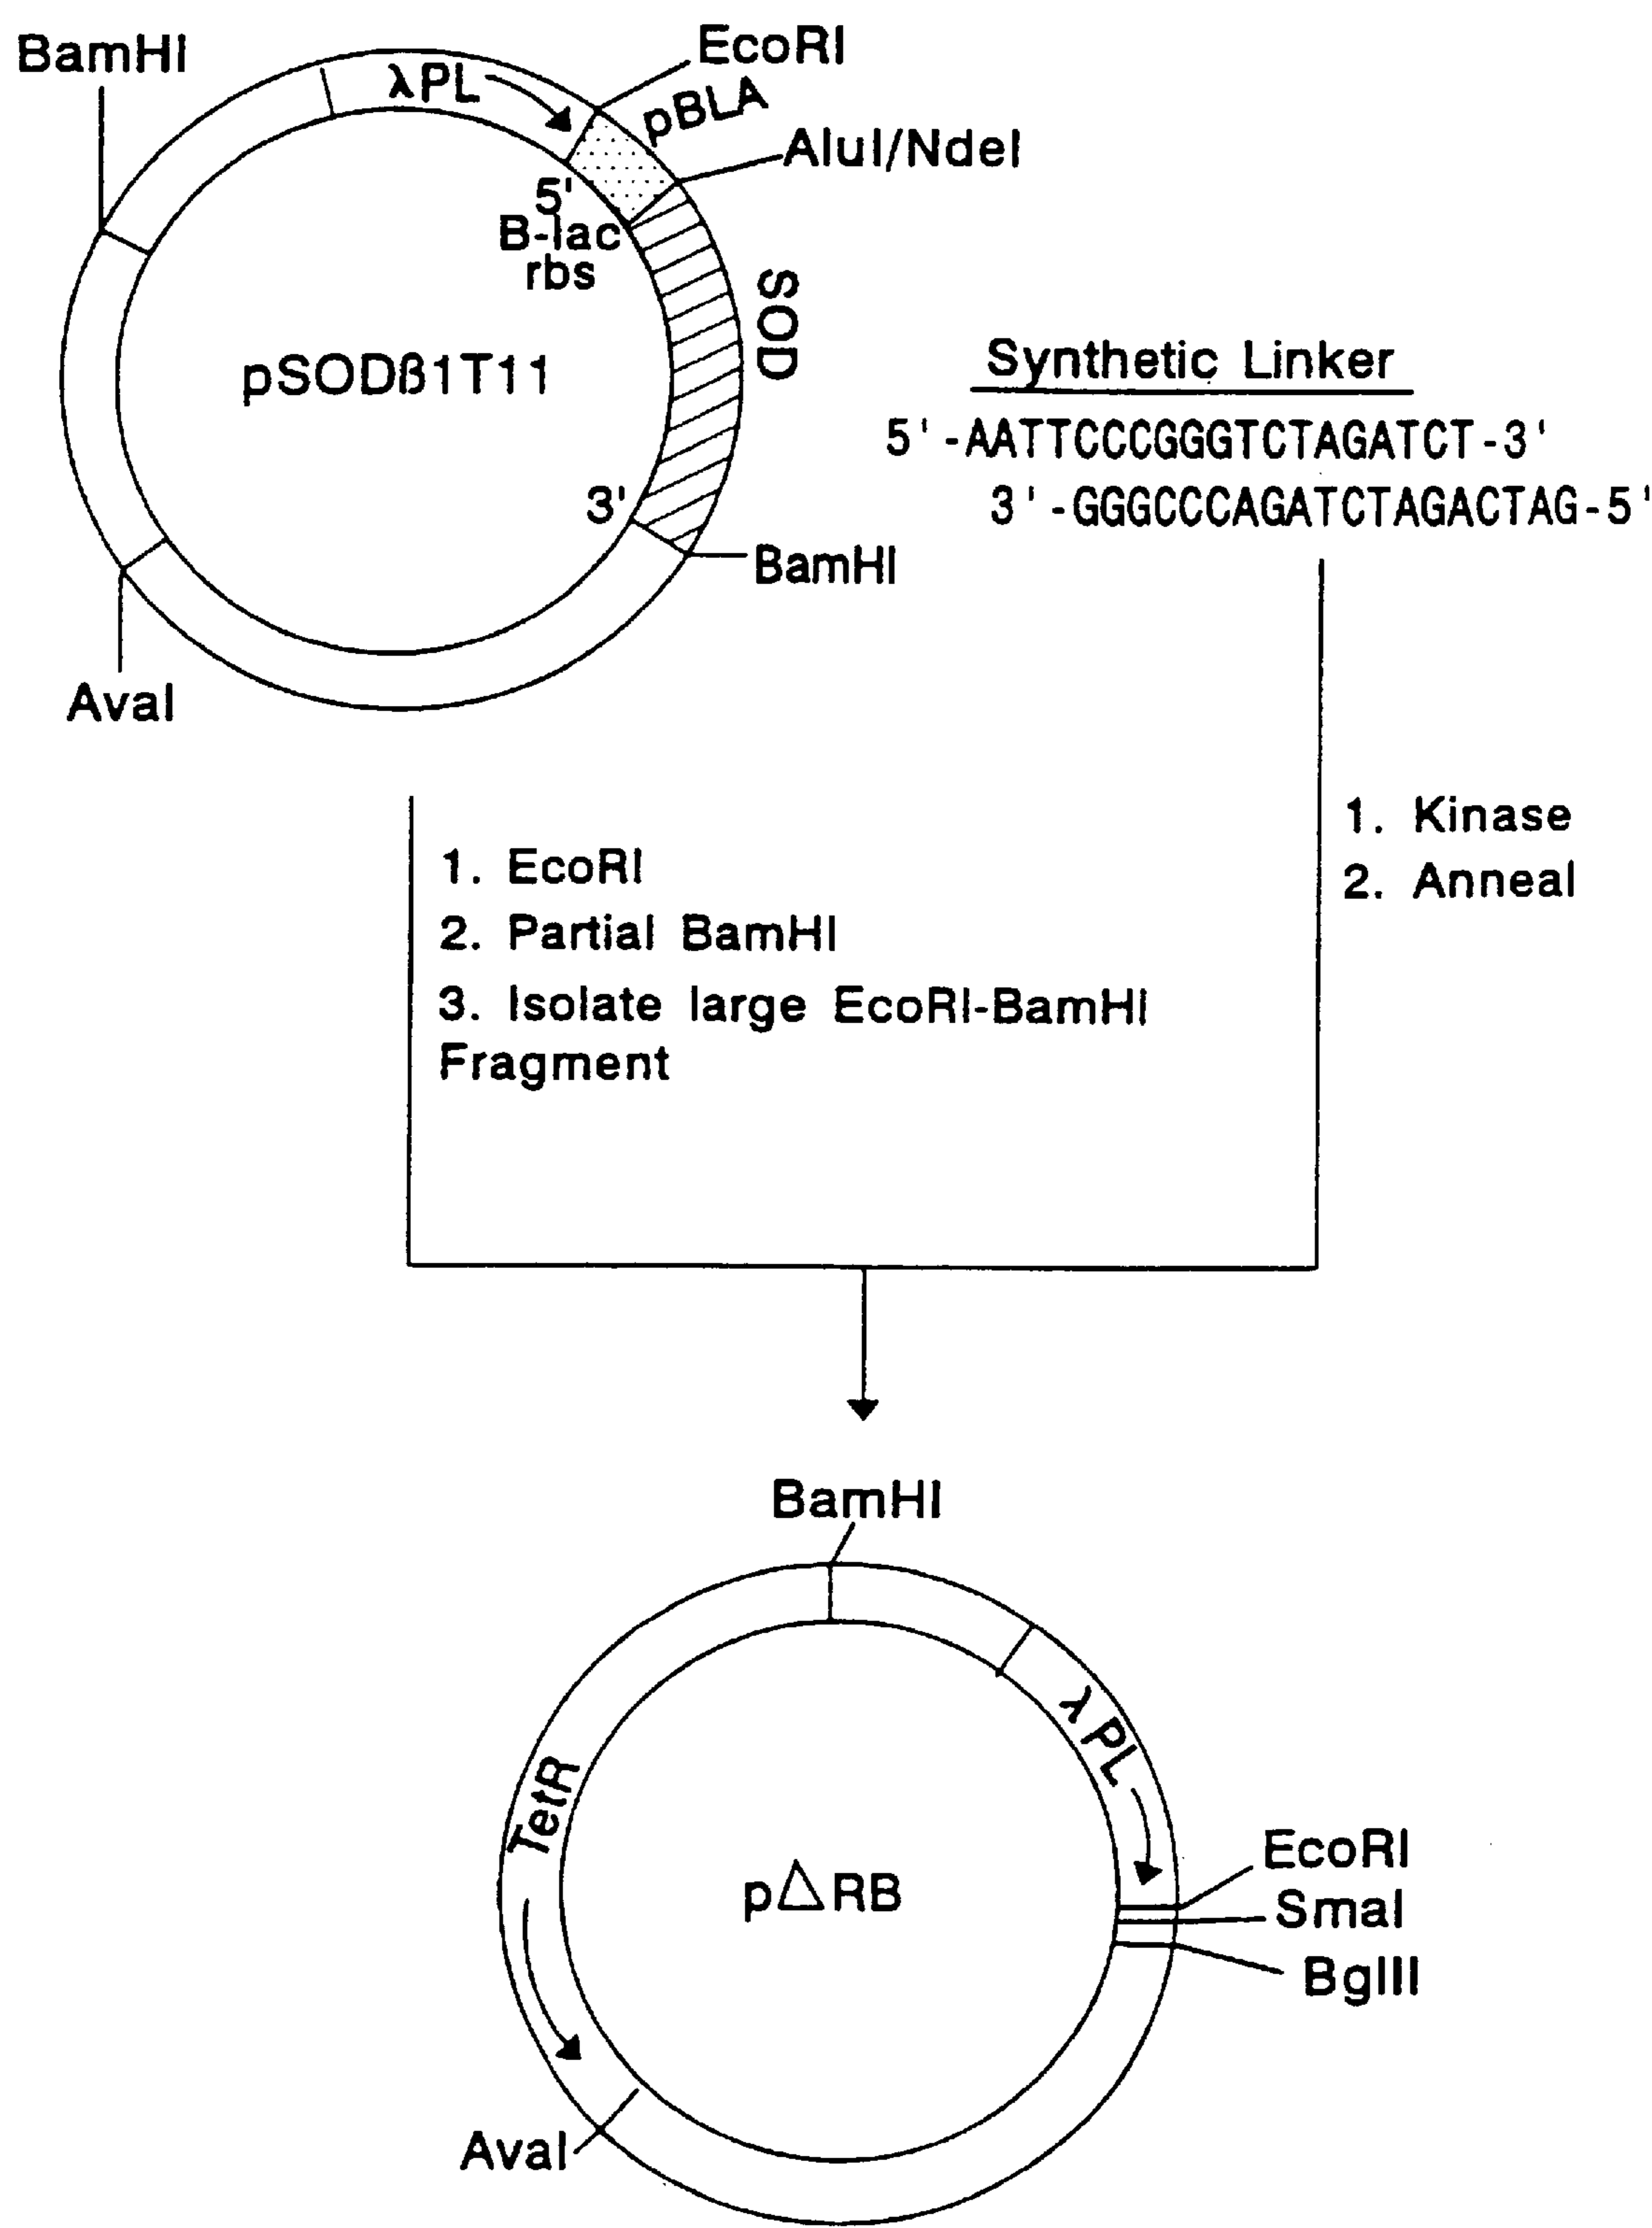 BamHI
λPL
EcoRI
pBLA
AluI/NdeI
5'
B-lac
rbs
SOD
pSODβ1T11
3'
BamHI
AvaI
Synthetic Linker
5'-AATTCCCGGGTCTAGATCT-3'
3'-GGGCCCAGATCTAGACTAG-5'
1. EcoRI
2. Partial BamHI
3. Isolate large EcoRI-BamHI
Fragment
1. Kinase
2. Anneal
BamHI
λPL
TetR
p△RB
EcoRI
SmaI
BglII
AvaI